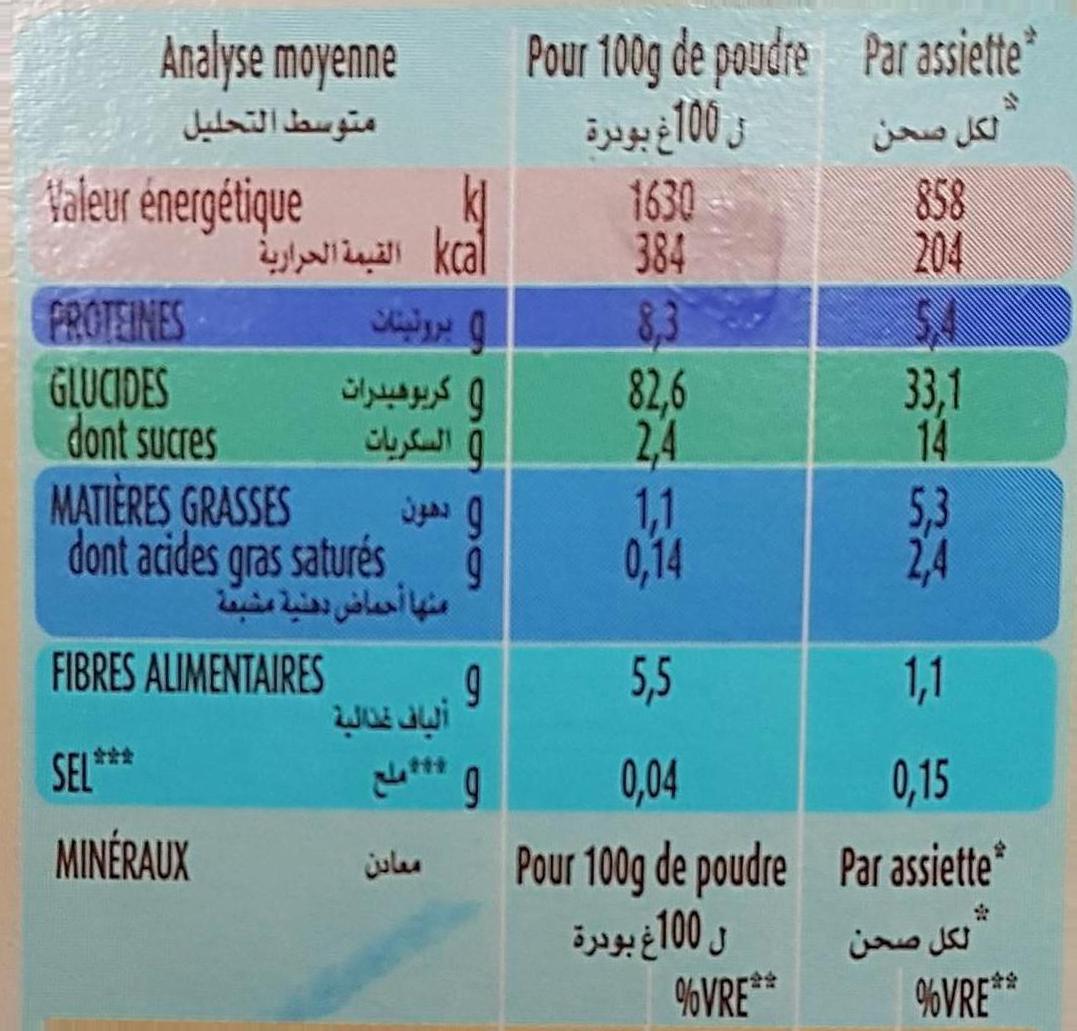 Analyse moyenne Pour 100g de poudre Par assiette*
متوسط التحليل ل 100غ بودرة لكل صحن*
Valeur énergétique kJ 1630 858
القيمة الحرارية kcal 384 204
PROTEINES بروتينات g 8,3 5,4
GLUCIDES كربوهيدرات g 82,6 33,1
dont sucres السكريات g 2,4 14
MATIÈRES GRASSES دهون g 1,1 5,3
dont acides gras saturés g 0,14 2,4
منها أحماض دهنية مشبعة
FIBRES ALIMENTAIRES g 5,5 1,1
ألياف غذائية
SEL*** ملح*** g 0,04 0,15
MINÉRAUX معادن Pour 100g de poudre Par assiette*
ل 100غ بودرة لكل صحن*
%VRE** %VRE**